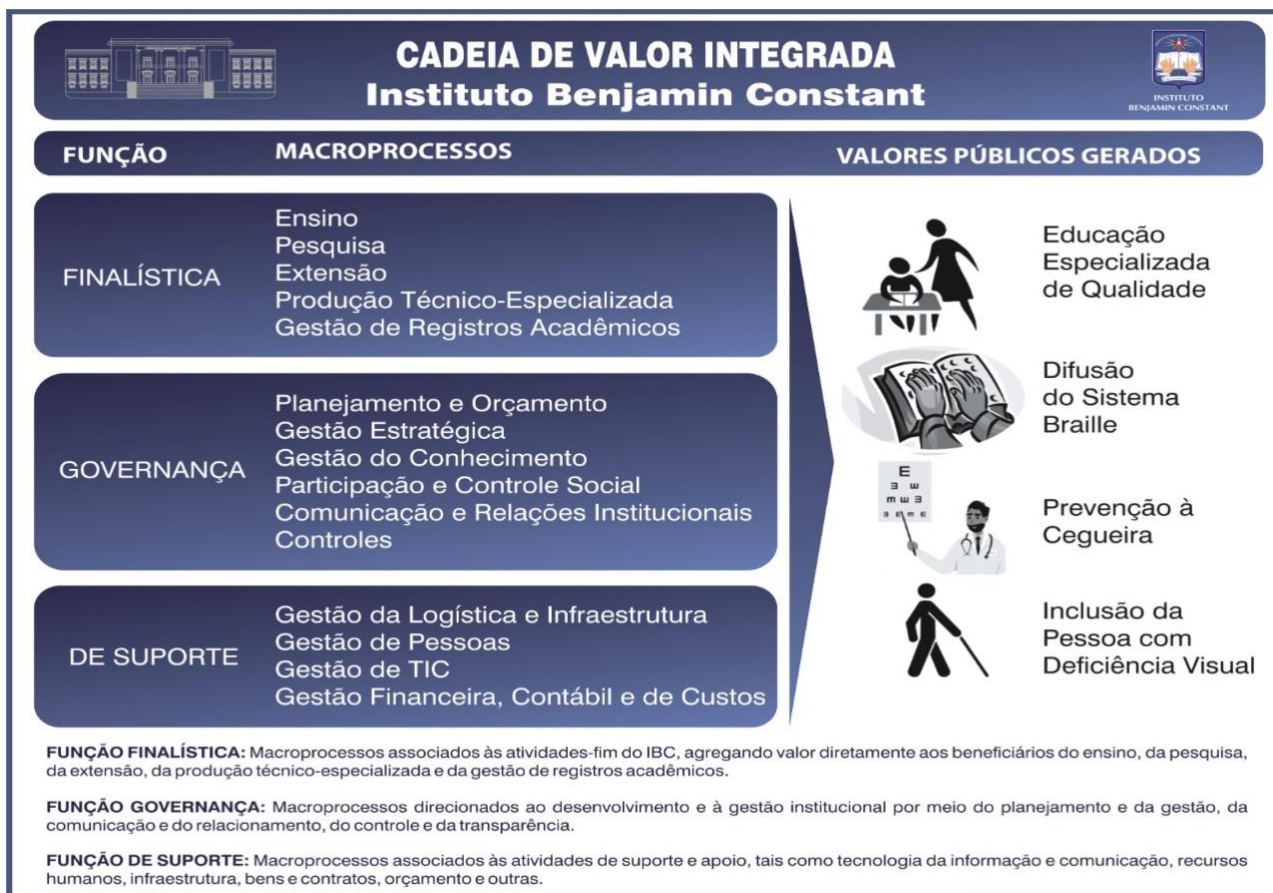 CADEIA DE VALOR INTEGRADA
Instituto Benjamin Constant
INSTITUTO
BENJAMIN CONSTANT
FUNÇÃO
MACROPROCESSOS
VALORES PÚBLICOS GERADOS
FINALÍSTICA
Ensino
Pesquisa
Extensão
Produção Técnico-Especializada
Gestão de Registros Acadêmicos
GOVERNANÇA
Planejamento e Orçamento
Gestão Estratégica
Gestão do Conhecimento
Participação e Controle Social
Comunicação e Relações Institucionais
Controles
DE SUPORTE
Gestão da Logística e Infraestrutura
Gestão de Pessoas
Gestão de TIC
Gestão Financeira, Contábil e de Custos
Educação
Especializada
de Qualidade
Difusão
do Sistema
Braille
Prevenção à
Cegueira
Inclusão da
Pessoa com
Deficiência Visual
FUNÇÃO FINALÍSTICA: Macroprocessos associados às atividades-fim do IBC, agregando valor diretamente aos beneficiários do ensino, da pesquisa,
da extensão, da produção técnico-especializada e da gestão de registros acadêmicos.
FUNÇÃO GOVERNANÇA: Macroprocessos direcionados ao desenvolvimento e à gestão institucional por meio do planejamento e da gestão, da
comunicação e do relacionamento, do controle e da transparência.
FUNÇÃO DE SUPORTE: Macroprocessos associados às atividades de suporte e apoio, tais como tecnologia da informação e comunicação, recursos
humanos, infraestrutura, bens e contratos, orçamento e outras.